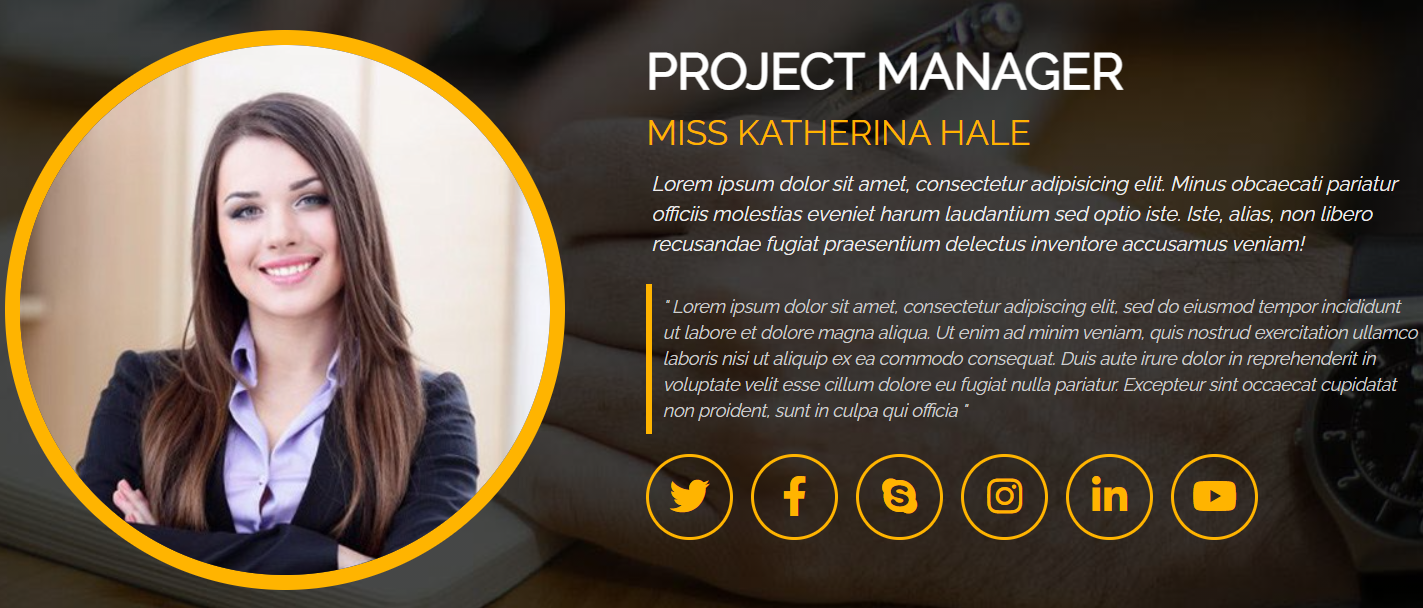 PROJECT MANAGER
MISS KATHERINA HALE
Lorem ipsum dolor sit amet, consectetur adipisicing elit. Minus obcaecati pariatur
officiis molestias eveniet harum laudantium sed optio iste. Iste, alias, non libero
recusandae fugiat praesentium delectus inventore accusamus veniam!
" Lorem ipsum dolor sit amet, consectetur adipiscing elit, sed do eiusmod tempor incididunt
ut labore et dolore magna aliqua. Ut enim ad minim veniam, quis nostrud exercitation ullamco
laboris nisi ut aliquip ex ea commodo consequat. Duis aute irure dolor in reprehenderit in
voluptate velit esse cillum dolore eu fugiat nulla pariatur. Excepteur sint occaecat cupidatat
non proident, sunt in culpa qui officia "